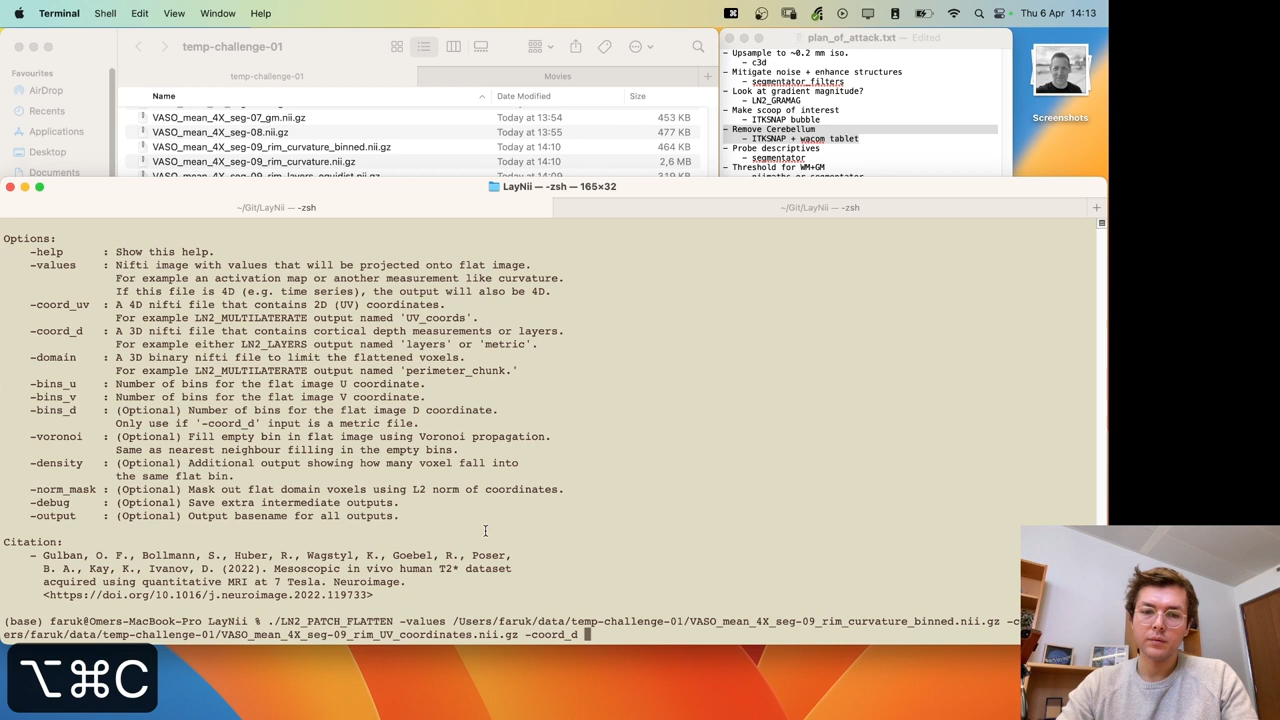 Terminal Shell Edit View Window Help Thu 6 Apr 14:13
temp-challenge-01
plan_of_attack.txt — Edited
Favourites
AirDrop
Recents
Applications
Desktop
Documents
temp-challenge-01 Movies
Name Date Modified Size
VASO_mean_4X_seg-07_gm.nii.gz Today at 13:54 453 KB
VASO_mean_4X_seg-08.nii.gz Today at 13:55 477 KB
VASO_mean_4X_seg-09_rim_curvature_binned.nii.gz Today at 14:10 464 KB
VASO_mean_4X_seg-09_rim_curvature.nii.gz Today at 14:10 2,6 MB
VASO_mean_4X_seg-09_rim_layers_equidist.nii.gz Today at 14:09 319 KB
- Upsample to ~0.2 mm iso.
- c3d
- Mitigate noise + enhance structures
- segmentator_filters
- Look at gradient magnitude?
- LN2_GRAMAG
- Make scoop of interest
- ITKSNAP bubble
- Remove Cerebellum
- ITKSNAP + wacom tablet
- Probe descriptives
- segmentator
- Threshold for WM+GM
Screenshots
LayNii — -zsh — 165×32
~/Git/LayNii — -zsh ~/Git/LayNii — -zsh
Options:
-help : Show this help.
-values : Nifti image with values that will be projected onto flat image.
For example an activation map or another measurement like curvature.
If this file is 4D (e.g. time series), the output will also be 4D.
-coord_uv : A 4D nifti file that contains 2D (UV) coordinates.
For example LN2_MULTILATERATE output named 'UV_coords'.
-coord_d : A 3D nifti file that contains cortical depth measurements or layers.
For example either LN2_LAYERS output named 'layers' or 'metric'.
-domain : A 3D binary nifti file to limit the flattened voxels.
For example LN2_MULTILATERATE output named 'perimeter_chunk.'
-bins_u : Number of bins for the flat image U coordinate.
-bins_v : Number of bins for the flat image V coordinate.
-bins_d : (Optional) Number of bins for the flat image D coordinate.
Only use if '-coord_d' input is a metric file.
-voronoi : (Optional) Fill empty bin in flat image using Voronoi propagation.
Same as nearest neighbour filling in the empty bins.
-density : (Optional) Additional output showing how many voxel fall into
the same flat bin.
-norm_mask : (Optional) Mask out flat domain voxels using L2 norm of coordinates.
-debug : (Optional) Save extra intermediate outputs.
-output : (Optional) Output basename for all outputs.
Citation:
- Gulban, O. F., Bollmann, S., Huber, R., Wagstyl, K., Goebel, R., Poser,
B. A., Kay, K., Ivanov, D. (2022). Mesoscopic in vivo human T2* dataset
acquired using quantitative MRI at 7 Tesla. Neuroimage.
<https://doi.org/10.1016/j.neuroimage.2022.119733>
(base) faruk@Omers-MacBook-Pro LayNii % ./LN2_PATCH_FLATTEN -values /Users/faruk/data/temp-challenge-01/VASO_mean_4X_seg-09_rim_curvature_binned.nii.gz -c
ers/faruk/data/temp-challenge-01/VASO_mean_4X_seg-09_rim_UV_coordinates.nii.gz -coord_d
⌥⌘C